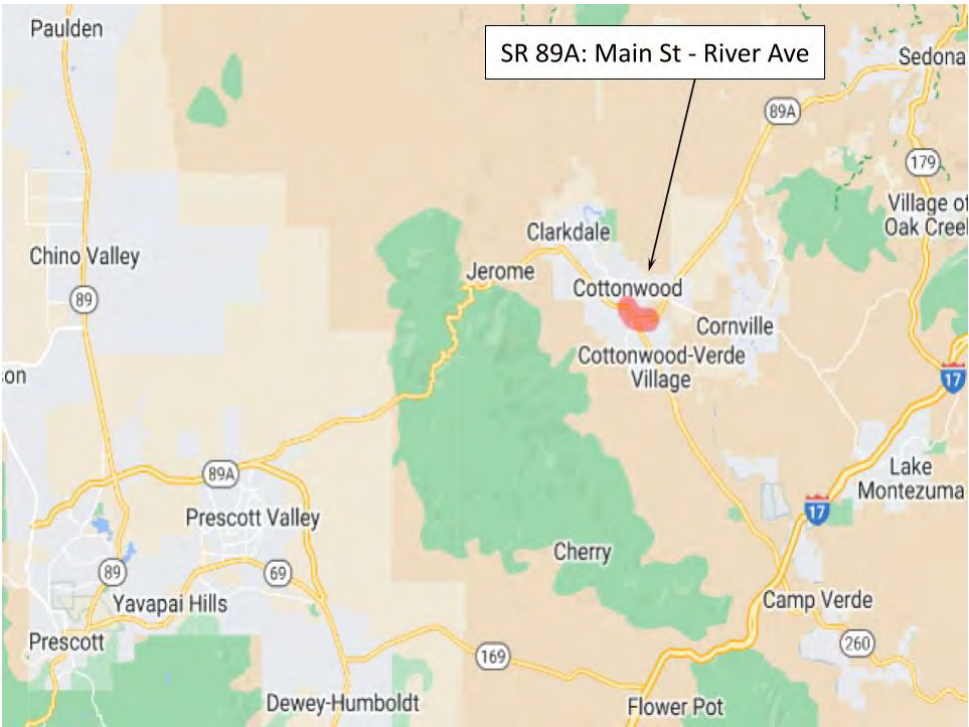 Paulden
SR 89A: Main St - River Ave
Sedona
89A
179
Village of
Oak Creek
Clarkdale
Chino Valley
Jerome
89
Cottonwood
Cornville
Cottonwood-Verde
Village
17
son
89A
Lake
Montezuma
Prescott Valley
17
Cherry
89
69
Yavapai Hills
Camp Verde
Prescott
260
169
Dewey-Humboldt
Flower Pot